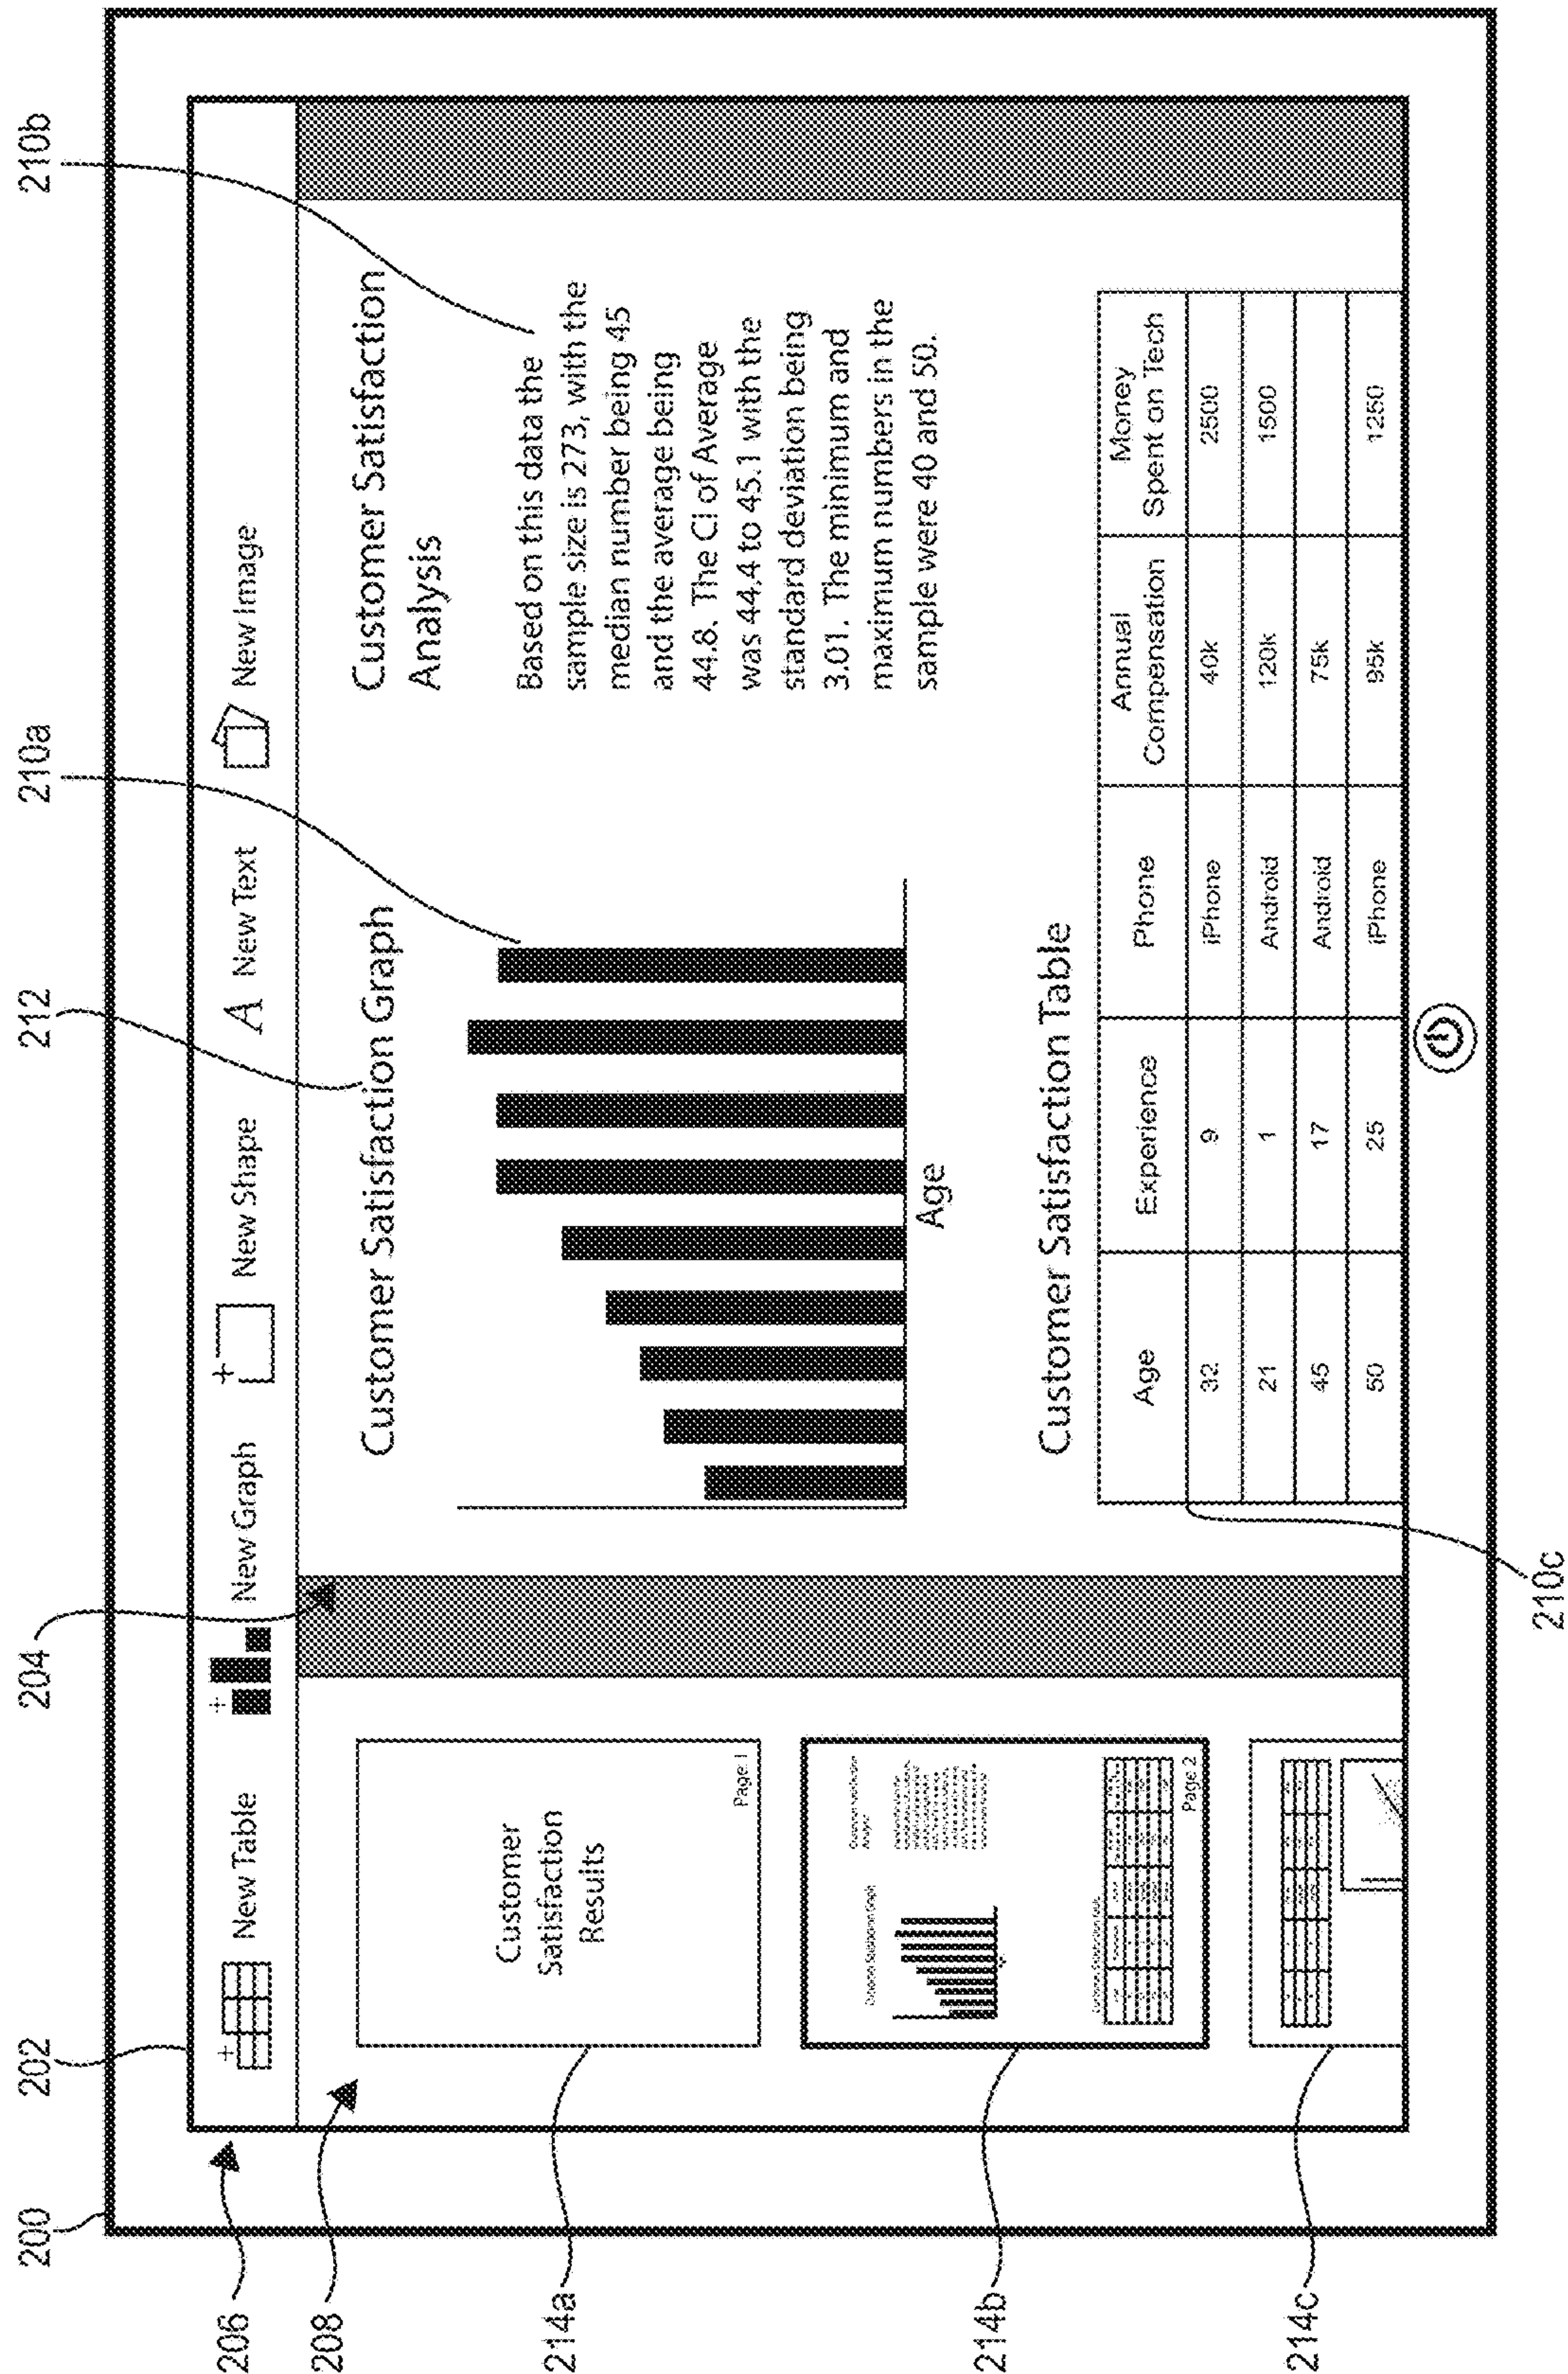 200
202
204
212
210a
210b
206
208
New Table
New Graph
New Shape
A New Text
New Image
214a
Customer
Satisfaction
Results
Page 1
214b
Page 2
214c
Customer Satisfaction Graph
Age
Customer Satisfaction
Analysis
Based on this data the
sample size is 273, with the
median number being 45
and the average being
44.8. The CI of Average
was 44.4 to 45.1 with the
standard deviation being
3.01. The minimum and
maximum numbers in the
sample were 40 and 50.
Customer Satisfaction Table
Age Experience Phone Annual Compensation Money Spent on Tech
32 9 iPhone 40k 2500
21 1 Android 120k 1500
45 17 Android 75k
50 25 iPhone 95k 1250
210c